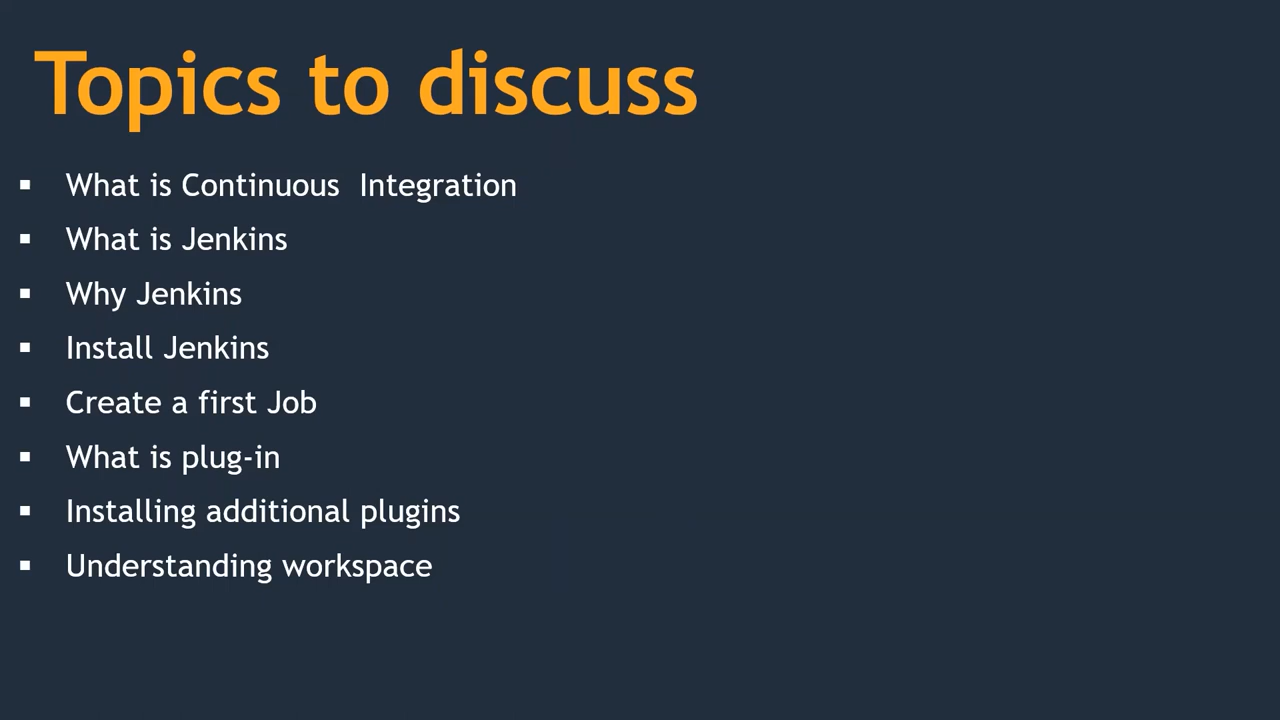 Topics to discuss
▪ What is Continuous  Integration
▪ What is Jenkins
▪ Why Jenkins
▪ Install Jenkins
▪ Create a first Job
▪ What is plug-in
▪ Installing additional plugins
▪ Understanding workspace